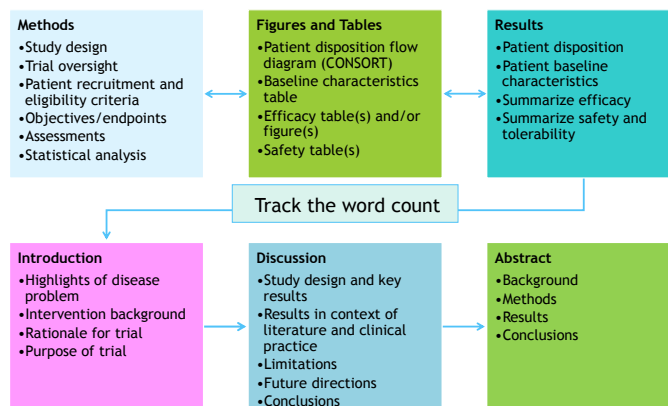 Methods
•Study design
•Trial oversight
•Patient recruitment and
eligibility criteria
•Objectives/endpoints
•Assessments
•Statistical analysis
Figures and Tables
•Patient disposition flow
diagram (CONSORT)
•Baseline characteristics
table
•Efficacy table(s) and/or
figure(s)
•Safety table(s)
Results
•Patient disposition
•Patient baseline
characteristics
•Summarize efficacy
•Summarize safety and
tolerability
Track the word count
Introduction
•Highlights of disease
problem
•Intervention background
•Rationale for trial
•Purpose of trial
Discussion
•Study design and key
results
•Results in context of
literature and clinical
practice
•Limitations
•Future directions
•Conclusions
Abstract
•Background
•Methods
•Results
•Conclusions